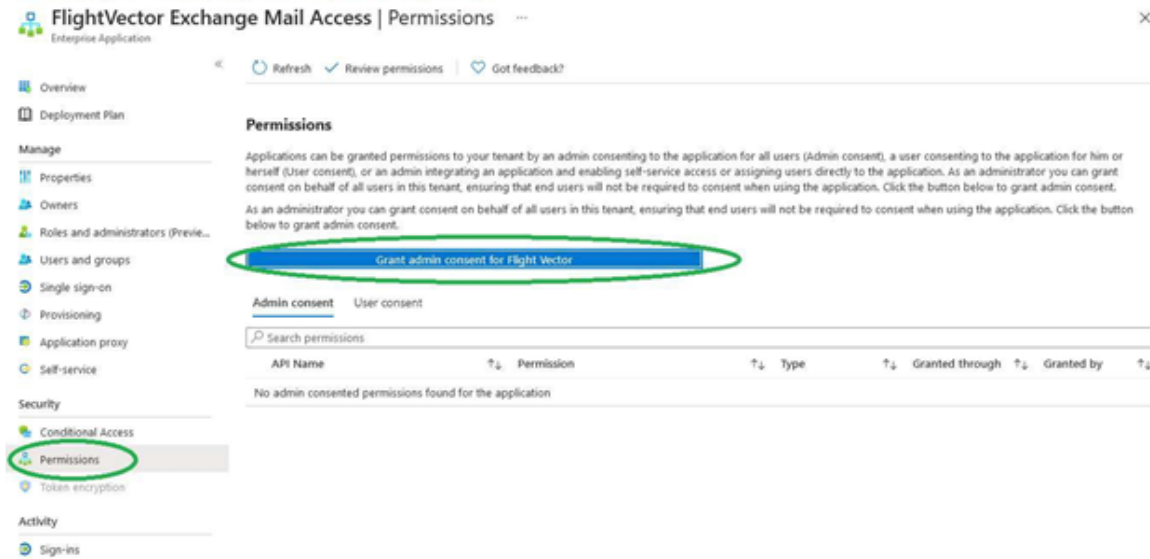 FlightVector Exchange Mail Access | Permissions ...
Enterprise Application
«
Refresh
Review permissions
Got feedback?
Overview
Deployment Plan
Manage
Properties
Owners
Roles and administrators (Previe...
Users and groups
Single sign-on
Provisioning
Application proxy
Self-service
Security
Conditional Access
Permissions
Token encryption
Activity
Sign-ins
Permissions
Applications can be granted permissions to your tenant by an admin consenting to the application for all users (Admin consent), a user consenting to the application for him or
herself (User consent), or an admin integrating an application and enabling self-service access or assigning users directly to the application. As an administrator you can grant
consent on behalf of all users in this tenant, ensuring that end users will not be required to consent when using the application. Click the button below to grant admin consent.
As an administrator you can grant consent on behalf of all users in this tenant, ensuring that end users will not be required to consent when using the application. Click the button
below to grant admin consent.
Grant admin consent for Flight Vector
Admin consent User consent
Search permissions
API Name Permission Type Granted through Granted by
No admin consented permissions found for the application